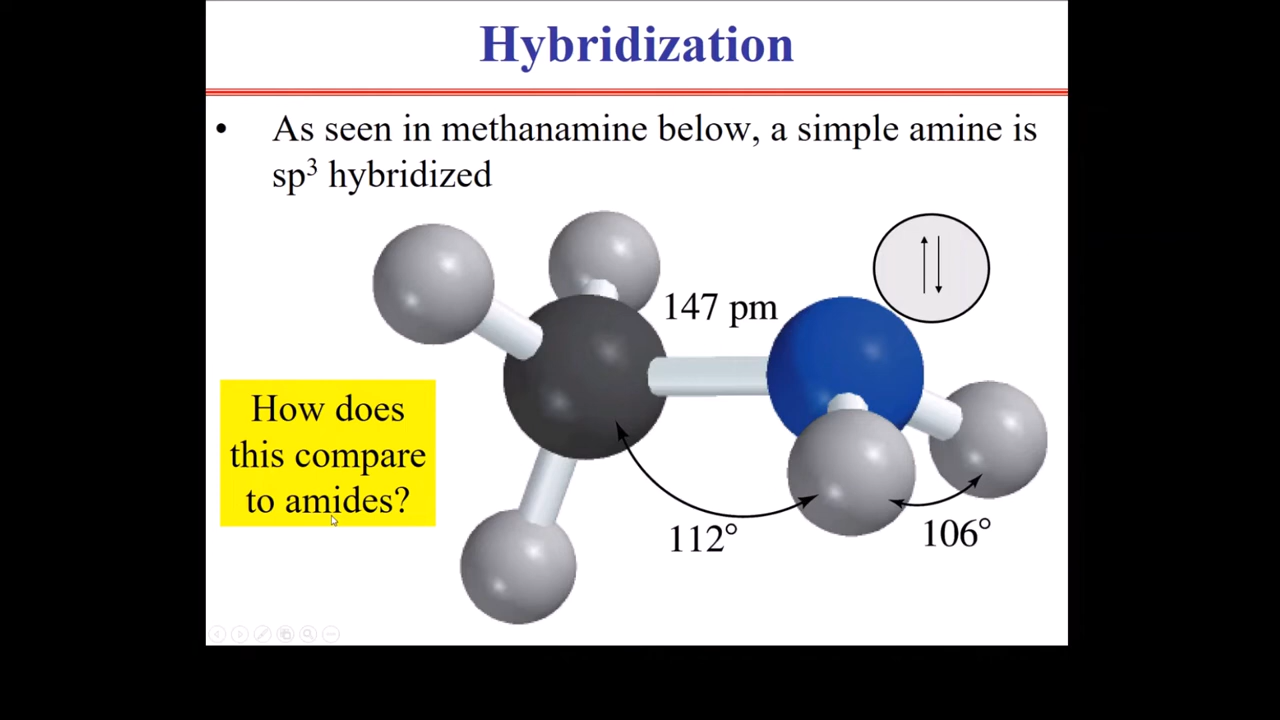 Hybridization
• As seen in methanamine below, a simple amine is
sp³ hybridized
147 pm
How does
this compare
to amides?
112°
106°